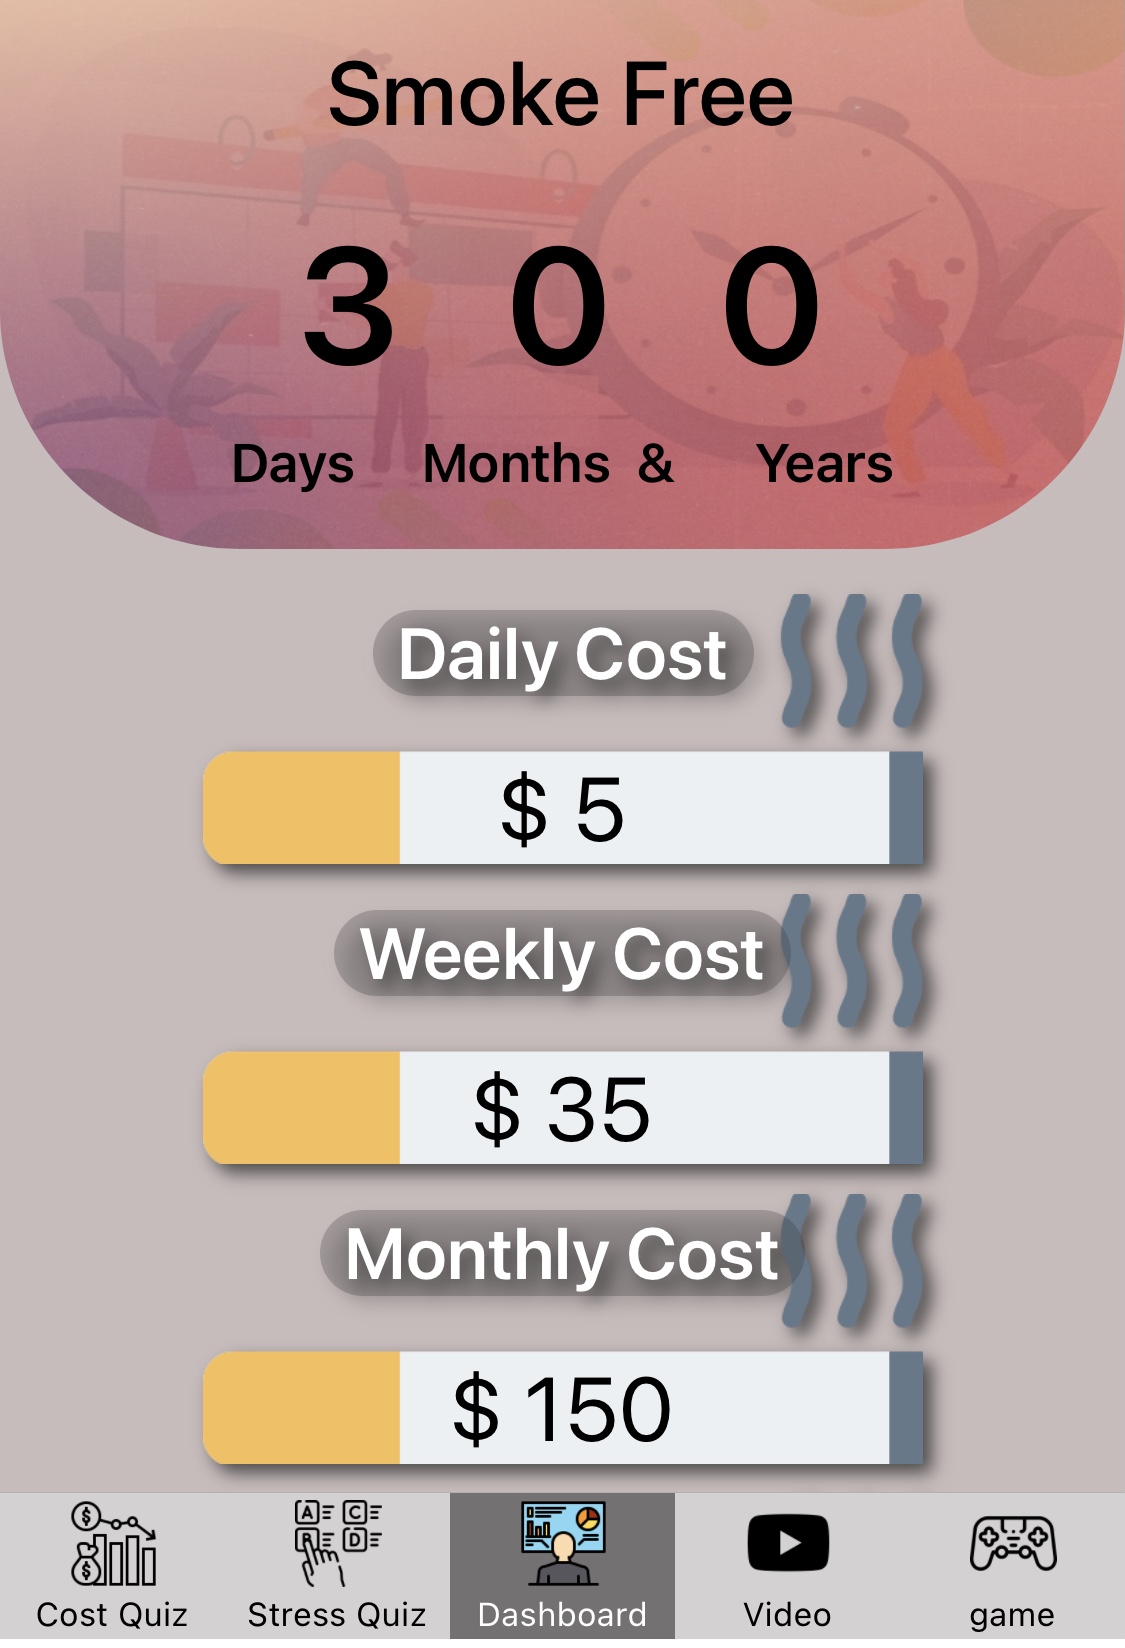 Smoke Free
3 0 0
Days Months & Years
Daily Cost
$ 5
Weekly Cost
$ 35
Monthly Cost
$ 150
Cost Quiz Stress Quiz Dashboard Video game